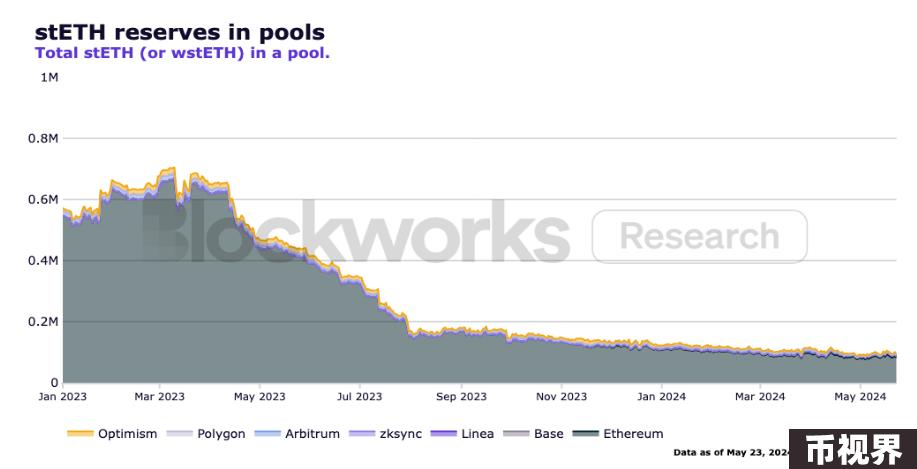 stETH reserves in pools
Total stETH (or wstETH) in a pool.
1M
0.8M
0.6M
0.4M
0.2M
0
Blockworks Research
Jan 2023 Mar 2023 May 2023 Jul 2023 Sep 2023 Nov 2023 Jan 2024 Mar 2024 May 2024
Optimism Polygon Arbitrum zksync Linea Base Ethereum
Data as of May 23, 2024
币视界